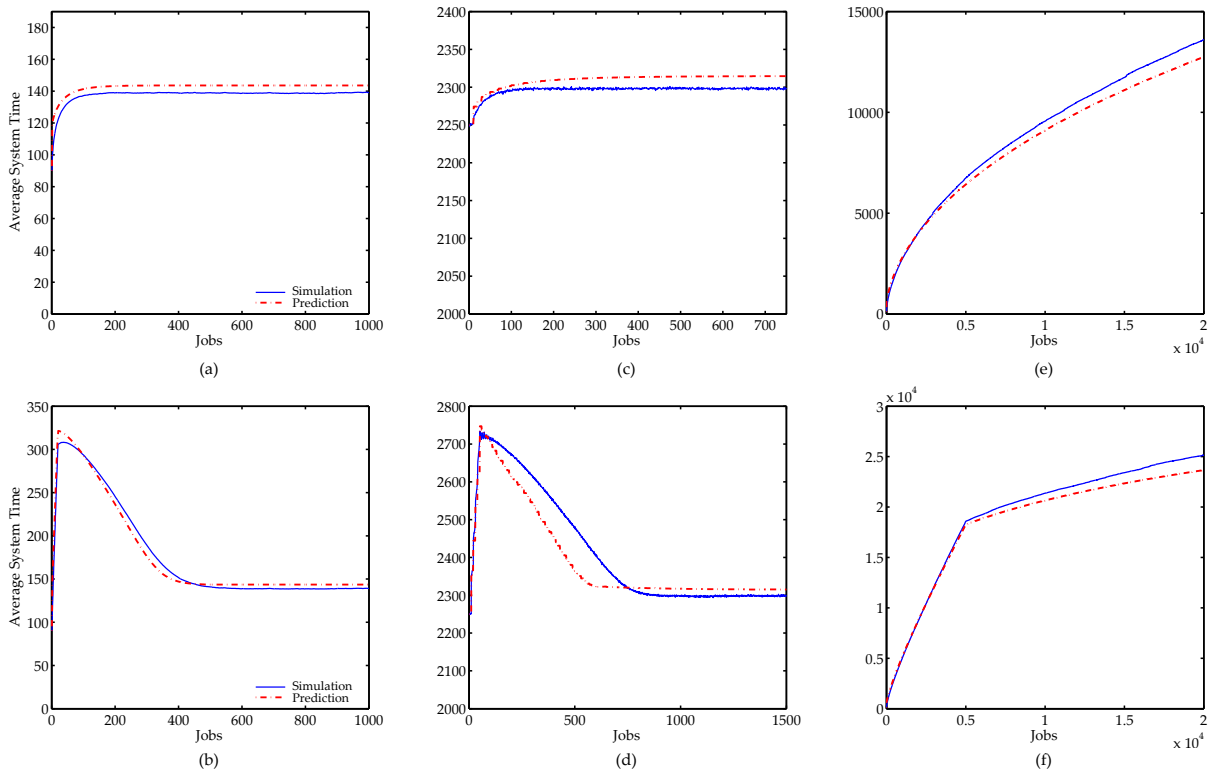 Average System Time
180
160
140
120
100
80
60
40
20
0
0 200 400 600 800 1000
Simulation
Prediction
Jobs
(a)
2400
2350
2300
2250
2200
2150
2100
2050
2000
0 100 200 300 400 500 600 700
Jobs
(c)
15000
10000
5000
0
0 0.5 1 1.5 2
x 10^4
Jobs
(e)
Average System Time
350
300
250
200
150
100
50
0
0 200 400 600 800 1000
Simulation
Prediction
Jobs
(b)
2800
2700
2600
2500
2400
2300
2200
2100
2000
0 500 1000 1500
Jobs
(d)
x 10^4
3
2.5
2
1.5
1
0.5
0
0 0.5 1 1.5 2
x 10^4
Jobs
(f)